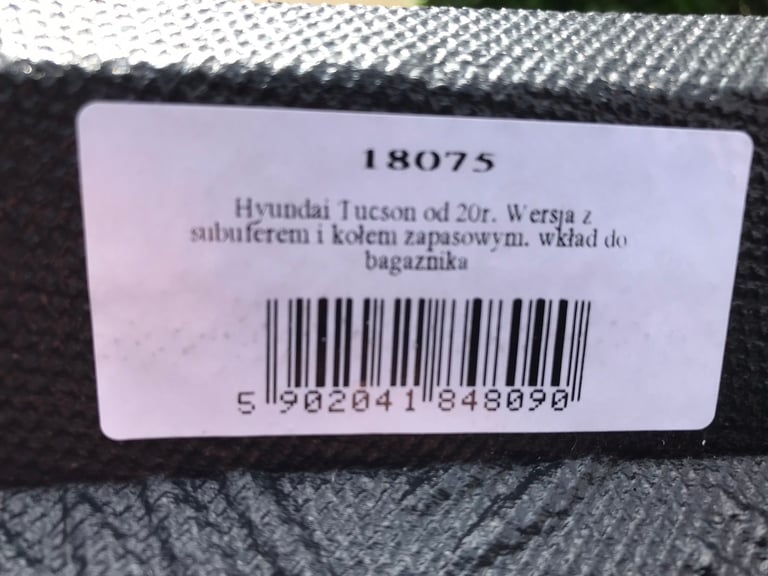 18075
Hyundai Tucson od 20r. Wersja z
subuferem i kołem zapasowym. wkład do
bagaznika
5 902041 848090